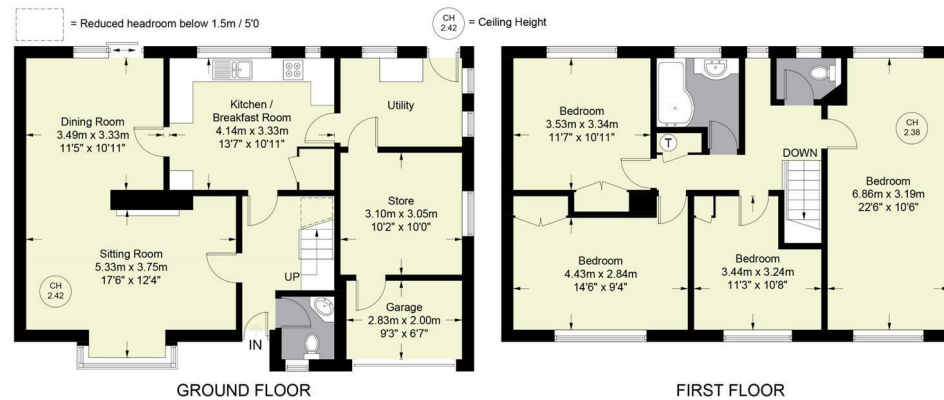 = Reduced headroom below 1.5m / 5'0
CH
2.42
= Ceiling Height
Dining Room
3.49m x 3.33m
11'5" x 10'11"
Kitchen /
Breakfast Room
4.14m x 3.33m
13'7" x 10'11"
Utility
Store
3.10m x 3.05m
10'2" x 10'0"
Sitting Room
5.33m x 3.75m
17'6" x 12'4"
CH
2.42
UP
Garage
2.83m x 2.00m
9'3" x 6'7"
IN
GROUND FLOOR
Bedroom
3.53m x 3.34m
11'7" x 10'11"
T
DOWN
CH
2.38
Bedroom
6.86m x 3.19m
22'6" x 10'6"
Bedroom
4.43m x 2.84m
14'6" x 9'4"
Bedroom
3.44m x 3.24m
11'3" x 10'8"
FIRST FLOOR